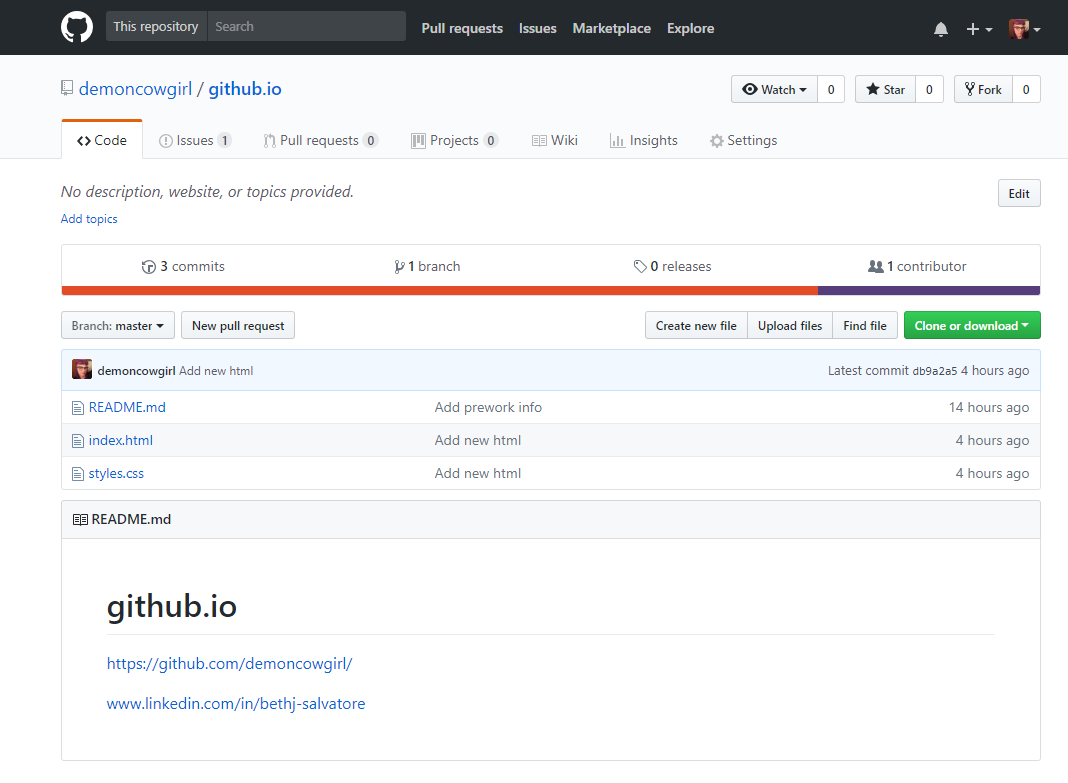 This repository Search Pull requests Issues Marketplace Explore
demoncowgirl / github.io Watch 0 Star 0 Fork 0
Code Issues 1 Pull requests 0 Projects 0 Wiki Insights Settings
No description, website, or topics provided. Edit
Add topics
3 commits 1 branch 0 releases 1 contributor
Branch: master New pull request Create new file Upload files Find file Clone or download
demoncowgirl Add new html Latest commit db9a2a5 4 hours ago
README.md Add prework info 14 hours ago
index.html Add new html 4 hours ago
styles.css Add new html 4 hours ago
README.md
github.io
https://github.com/demoncowgirl/
www.linkedin.com/in/bethj-salvatore